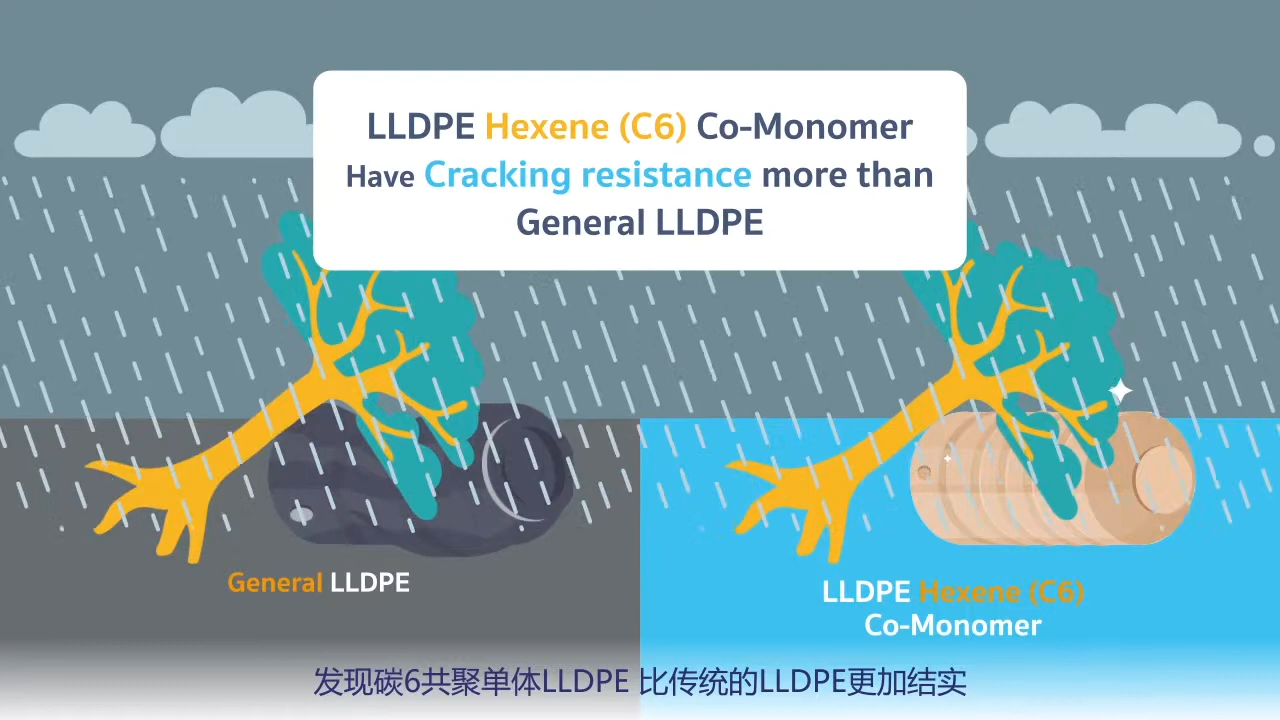 LLDPE Hexene (C6) Co-Monomer
Have Cracking resistance more than
General LLDPE
General LLDPE
LLDPE Hexene (C6)
Co-Monomer
发现碳6共聚单体LLDPE 比传统的LLDPE更加结实